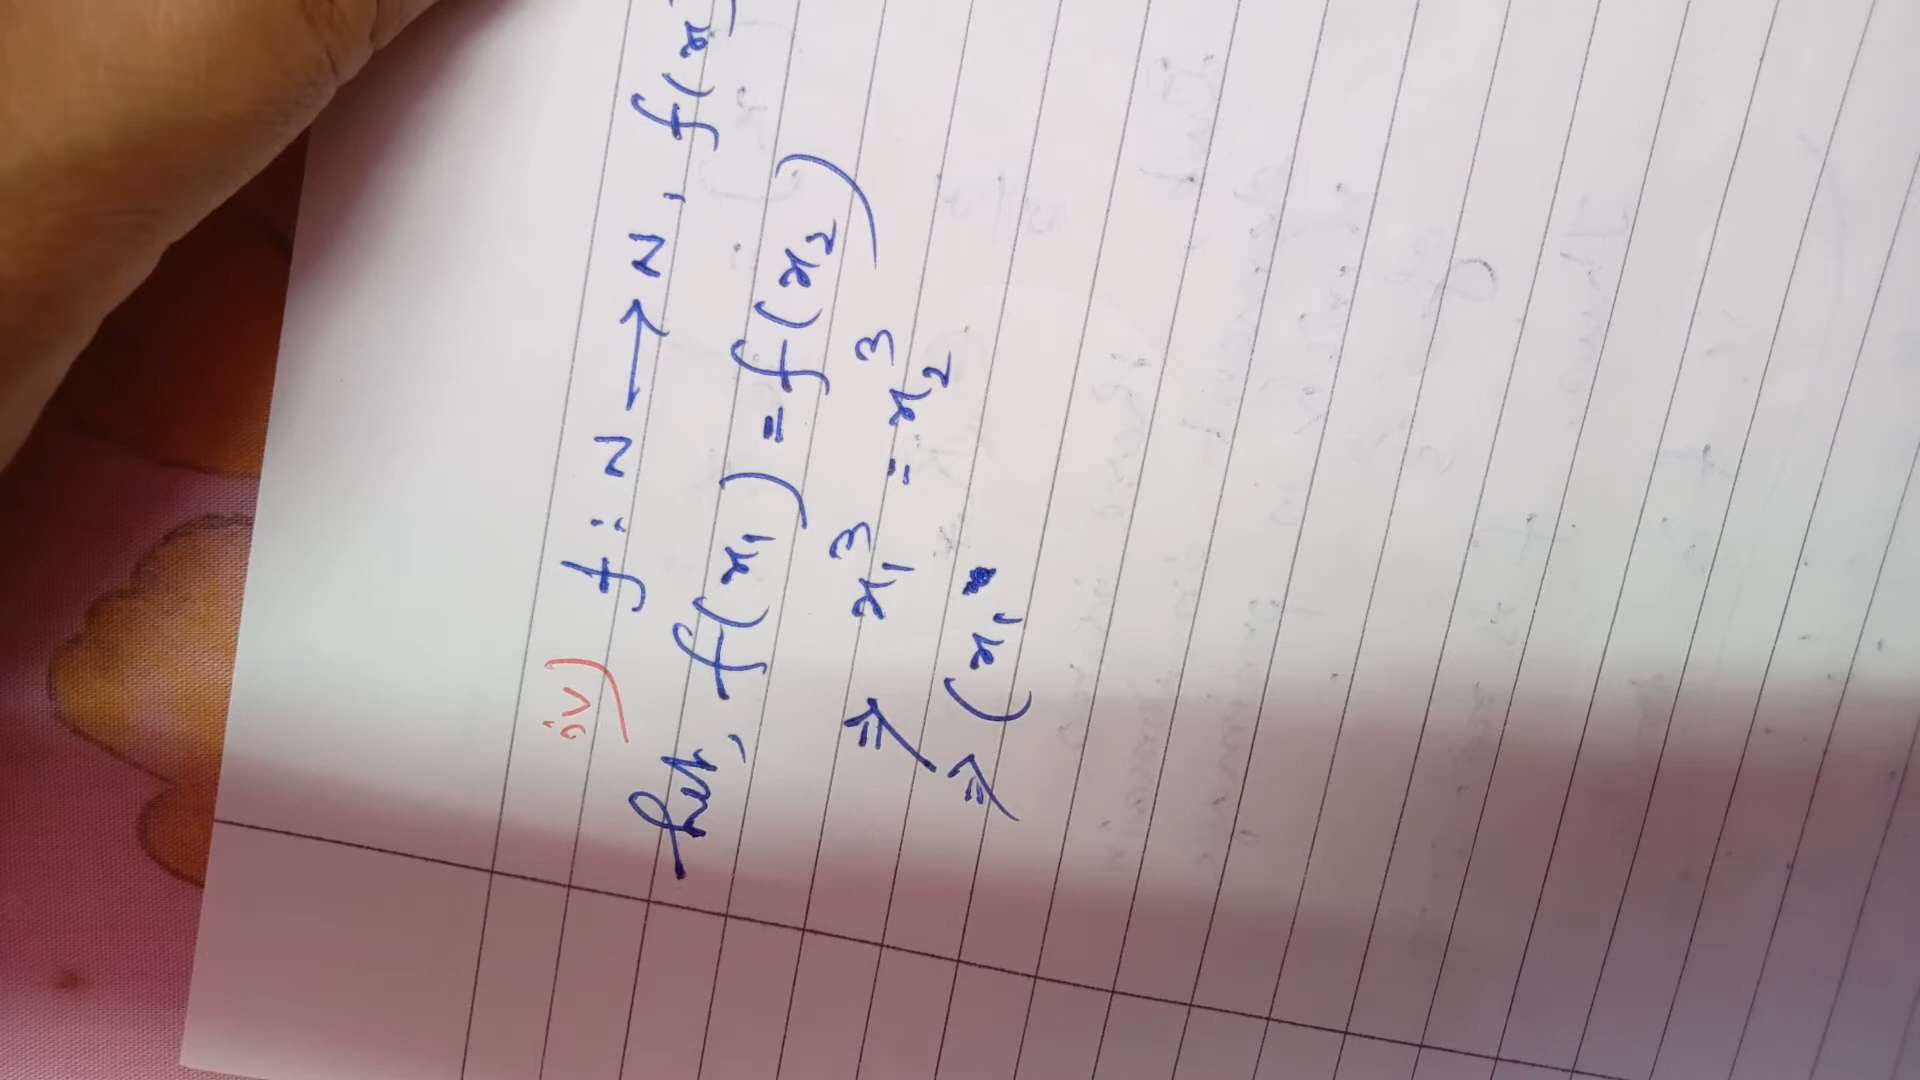 iv) f : N → N, f(x
Let, f(x₁) = f(x₂)
⇒ x₁³ = x₂³
⇒ (x₁